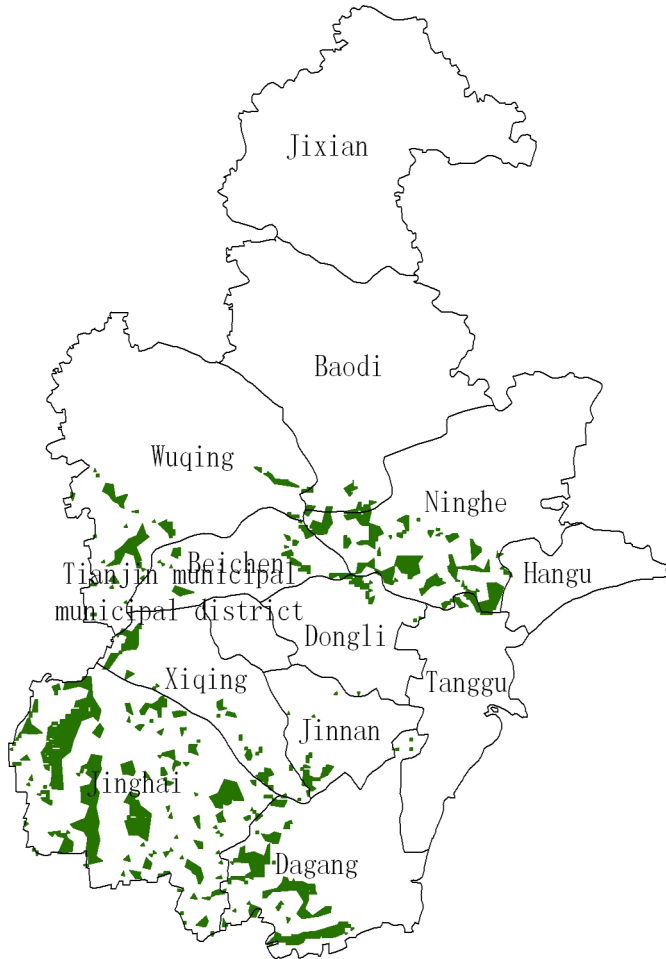 Jixian
Baodi
Wuqing
Ninghe
Beichen
Hangu
Tianjin municipal
municipal district
Dongli
Xiqing
Tanggu
Jinnan
Jinghai
Dagang